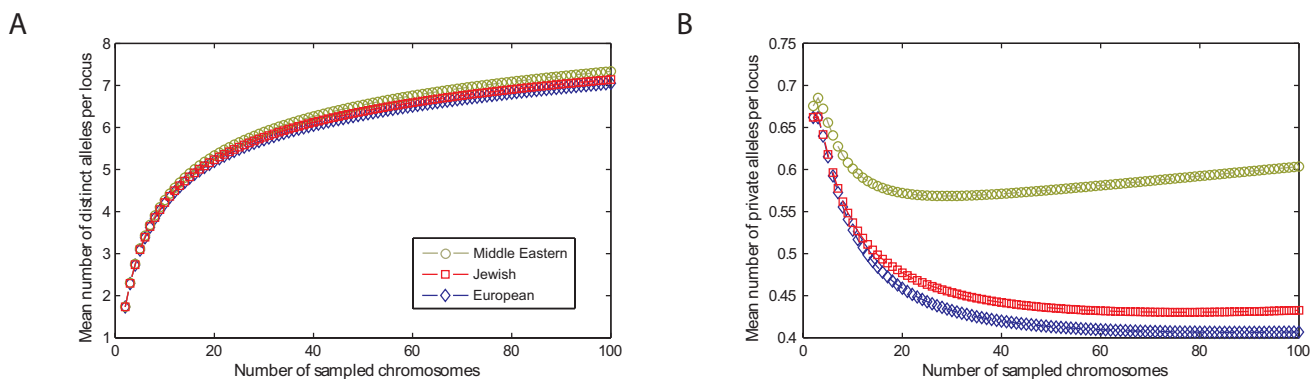 A
Mean number of distinct alleles per locus
8
7
6
5
4
3
2
1
0
0 20 40 60 80 100
Number of sampled chromosomes
Middle Eastern
Jewish
European
B
Mean number of private alleles per locus
0.75
0.7
0.65
0.6
0.55
0.5
0.45
0.4
0 20 40 60 80 100
Number of sampled chromosomes